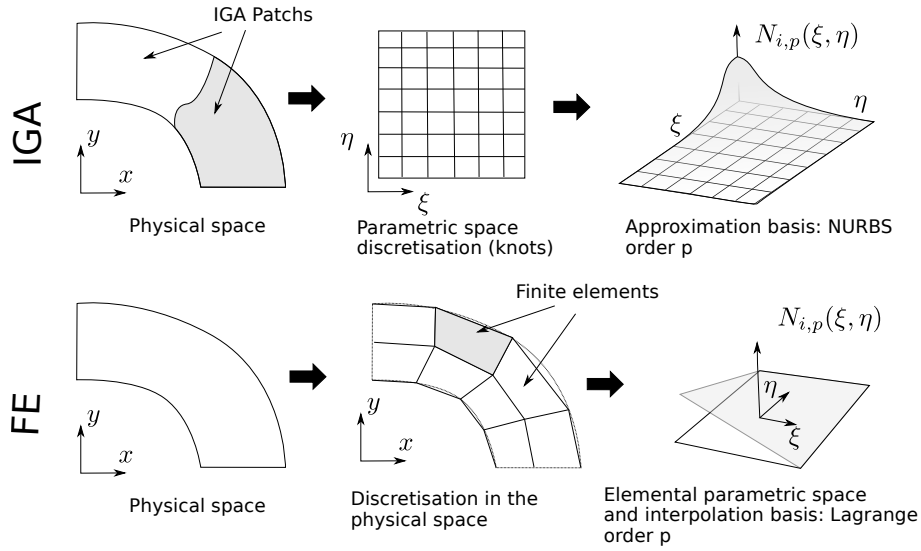 IGA Patchs
IGA
y
x
Physical space
η
ξ
Parametric space
discretisation (knots)
N_{i,p}(ξ, η)
ξ
η
Approximation basis: NURBS
order p
FE
y
x
Physical space
Finite elements
y
x
Discretisation in the
physical space
N_{i,p}(ξ, η)
η
ξ
Elemental parametric space
and interpolation basis: Lagrange
order p